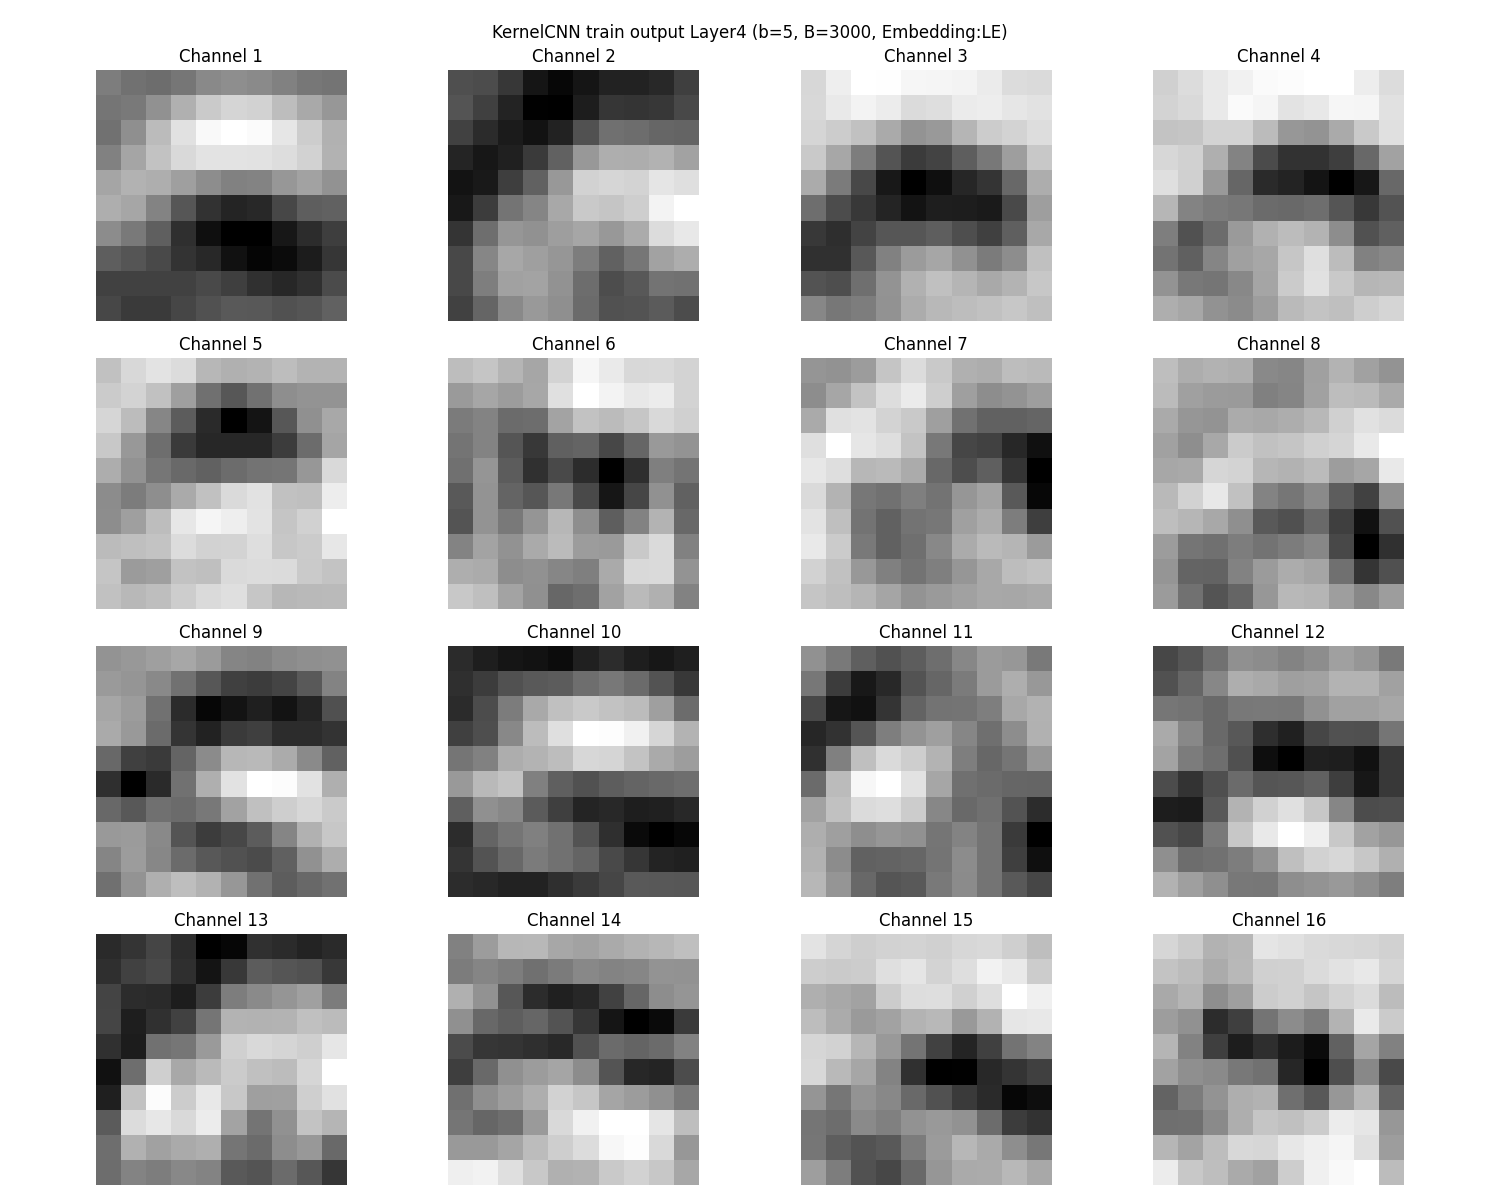 KernelCNN train output Layer4 (b=5, B=3000, Embedding:LE)
Channel 1
Channel 2
Channel 3
Channel 4
Channel 5
Channel 6
Channel 7
Channel 8
Channel 9
Channel 10
Channel 11
Channel 12
Channel 13
Channel 14
Channel 15
Channel 16